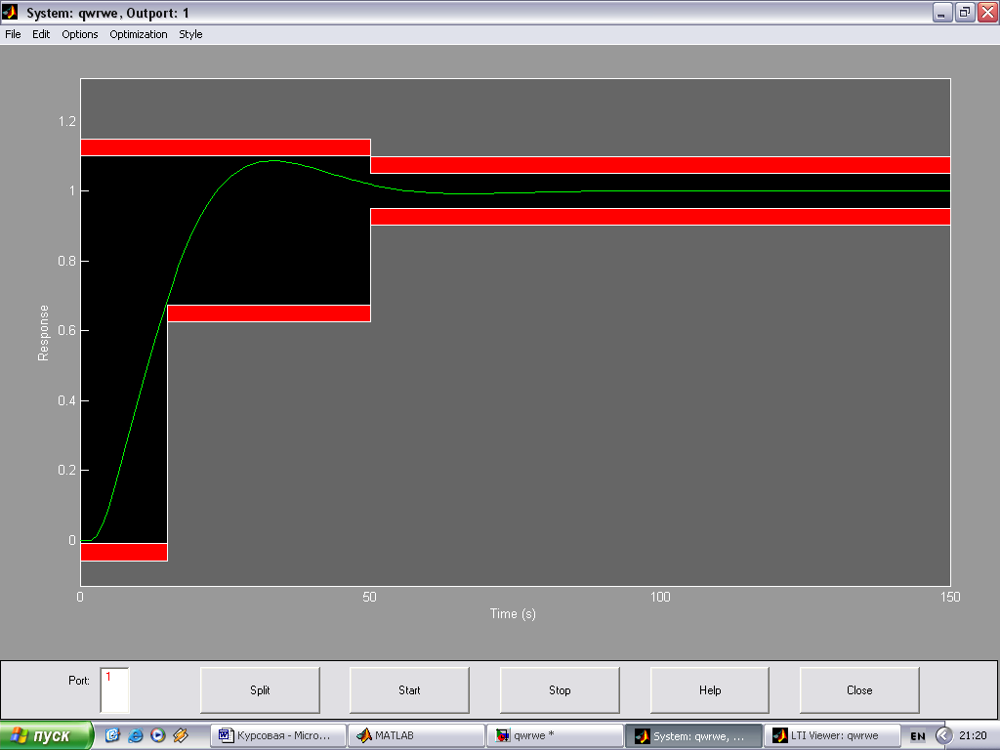 System: qwrwe, Outport: 1
File Edit Options Optimization Style
1.2
1
0.8
0.6
0.4
0.2
0
Response
0 50 100 150
Time (s)
Port: 1 Split Start Stop Help Close
пуск Курсовая - Micro... MATLAB qwrwe * System: qwrwe, ... LTI Viewer: qwrwe EN 21:20